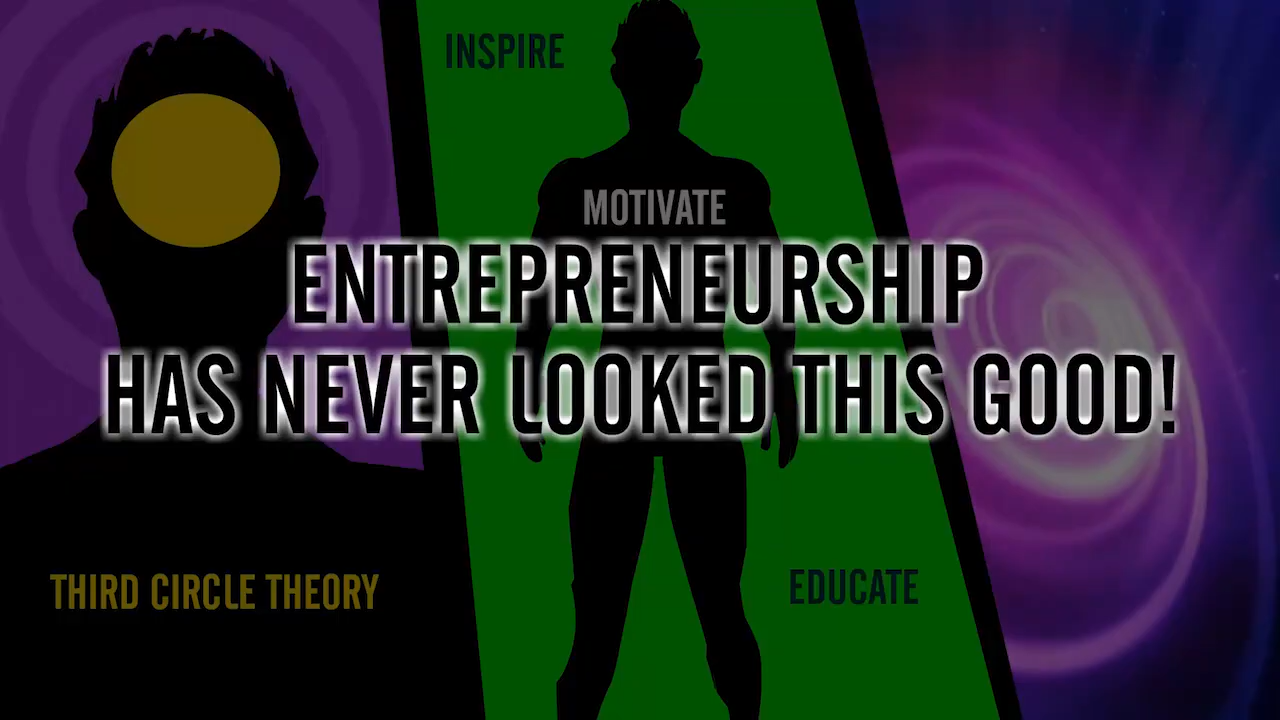 INSPIRE
MOTIVATE
ENTREPRENEURSHIP
HAS NEVER LOOKED THIS GOOD!
THIRD CIRCLE THEORY
EDUCATE